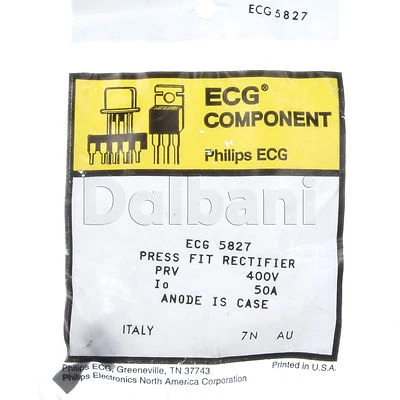 ECG 5827
ECG®
COMPONENT
Philips ECG
Dalbani
ECG 5827
PRESS FIT RECTIFIER
PRV 400V
Io 50A
ANODE IS CASE
ITALY 7N AU
Philips ECG, Greeneville, TN 37743
Printed in U.S.A.
Philips Electronics North America Corporation